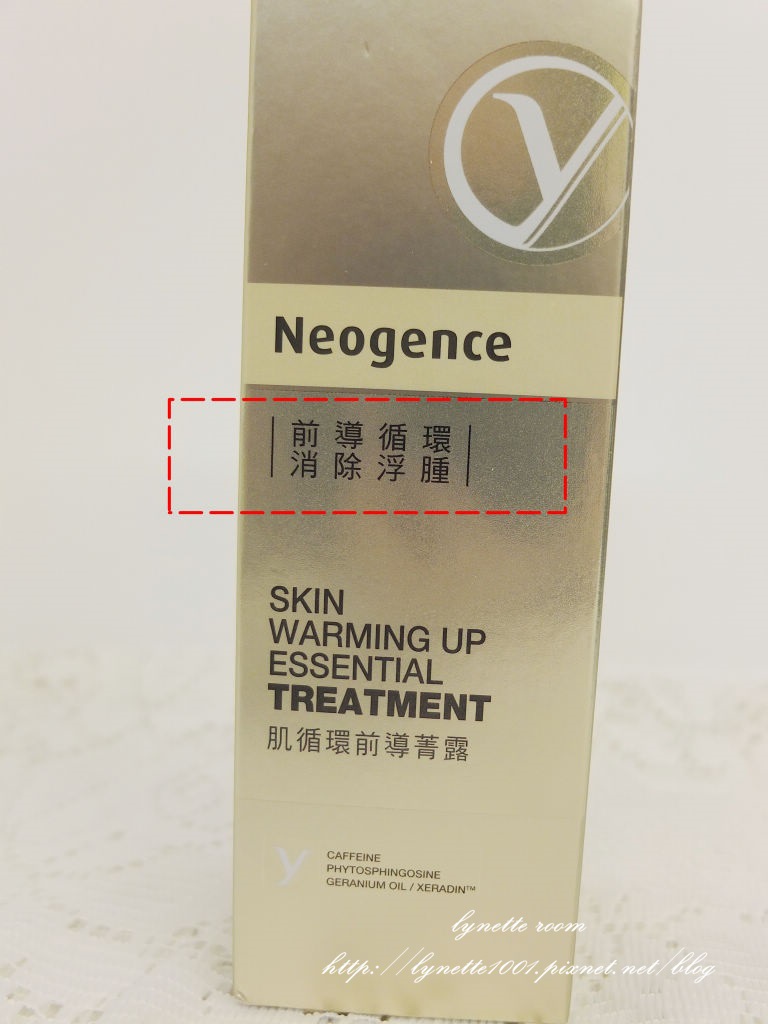 y
Neogence
前導循環
消除浮腫
SKIN
WARMING UP
ESSENTIAL
TREATMENT
肌循環前導菁露
y
CAFFEINE
PHYTOSPHINGOSINE
GERANIUM OIL / XERADIN™
lynette room
http://lynette1001.pixnet.net/blog